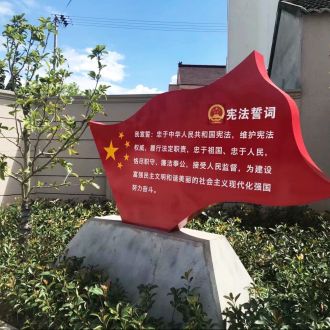 宪法誓词
民宣誓：忠于中华人民共和国宪法，维护宪法
权威，履行法定职责，忠于祖国、忠于人民，
恪尽职守、廉洁奉公，接受人民监督，为建设
富强民主文明和谐美丽的社会主义现代化强国
努力奋斗。